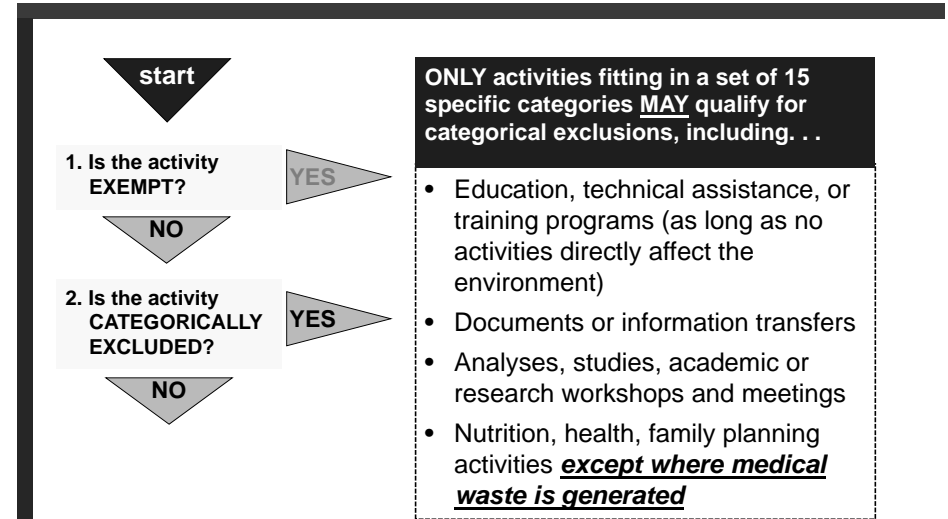 start
1. Is the activity
EXEMPT?
YES
NO
2. Is the activity
CATEGORICALLY
EXCLUDED?
YES
NO
ONLY activities fitting in a set of 15
specific categories MAY qualify for
categorical exclusions, including. . .
• Education, technical assistance, or
training programs (as long as no
activities directly affect the
environment)
• Documents or information transfers
• Analyses, studies, academic or
research workshops and meetings
• Nutrition, health, family planning
activities except where medical
waste is generated